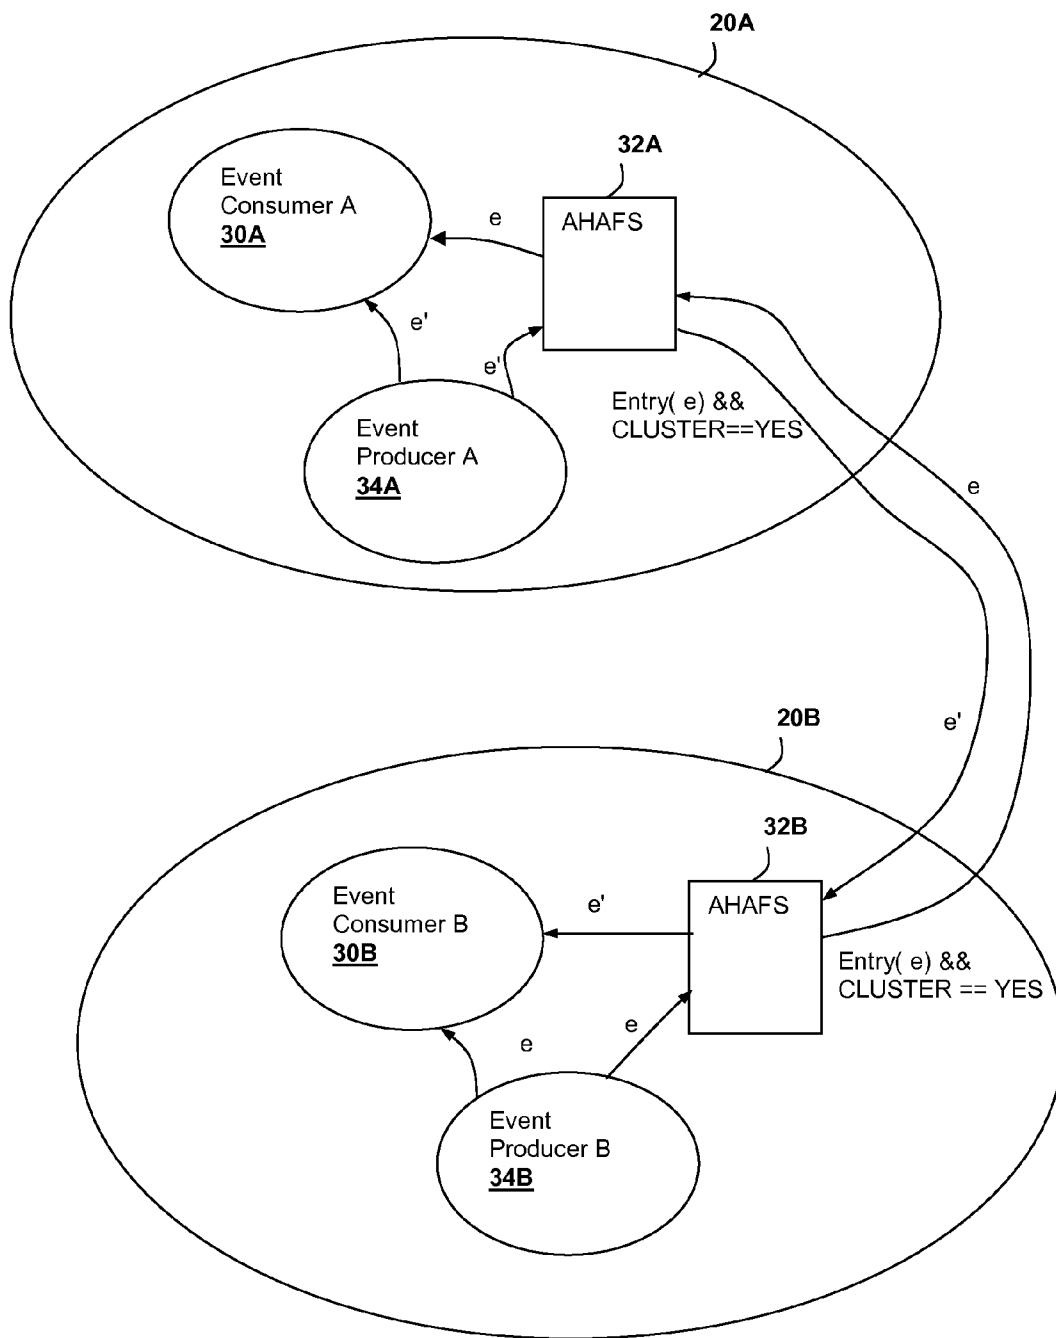 20A
32A
Event
Consumer A
30A
e
AHAFS
e'
e'
Entry( e) &&
CLUSTER==YES
Event
Producer A
34A
e
e'
20B
32B
Event
Consumer B
30B
e'
AHAFS
Entry( e) &&
CLUSTER == YES
e
e
Event
Producer B
34B